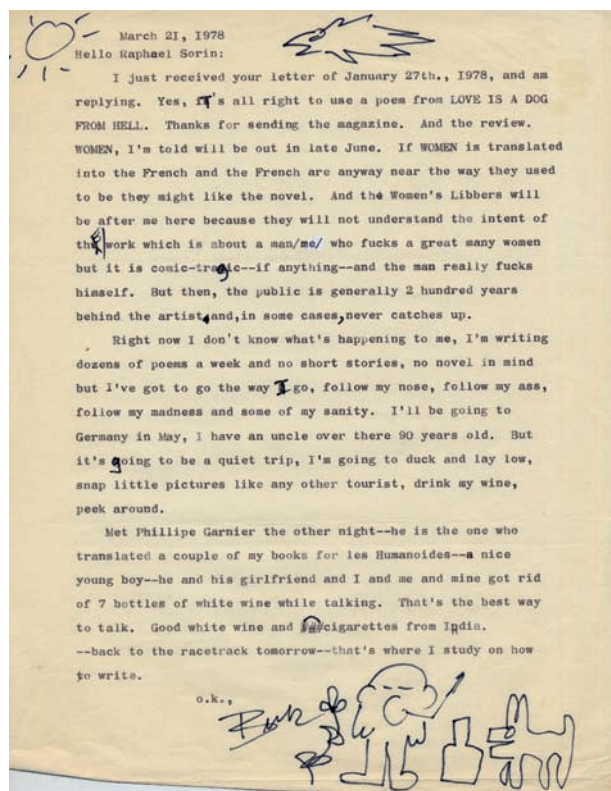 March 21, 1978
Hello Raphael Sorin:
I just received your letter of January 27th., 1978, and am
replying. Yes, it's all right to use a poem from LOVE IS A DOG
FROM HELL. Thanks for sending the magazine. And the review.
WOMEN, I'm told will be out in late June. If WOMEN is translated
into the French and the French are anyway near the way they used
to be they might like the novel. And the Women's Libbers will
be after me here because they will not understand the intent of
the work which is about a man/me/ who fucks a great many women
but it is comic-tragic--if anything--and the man really fucks
himself. But then, the public is generally 2 hundred years
behind the artist,and,in some cases,never catches up.
Right now I don't know what's happening to me, I'm writing
dozens of poems a week and no short stories, no novel in mind
but I've got to go the way I go, follow my nose, follow my ass,
follow my madness and some of my sanity. I'll be going to
Germany in May, I have an uncle over there 90 years old. But
it's going to be a quiet trip, I'm going to duck and lay low,
snap little pictures like any other tourist, drink my wine,
peek around.
Met Phillipe Garnier the other night--he is the one who
translated a couple of my books for les Humanoides--a nice
young boy--he and his girlfriend and I and me and mine got rid
of 7 bottles of white wine while talking. That's the best way
to talk. Good white wine and cigarettes from India.
--back to the racetrack tomorrow--that's where I study on how
to write.
o.k.,
Buk